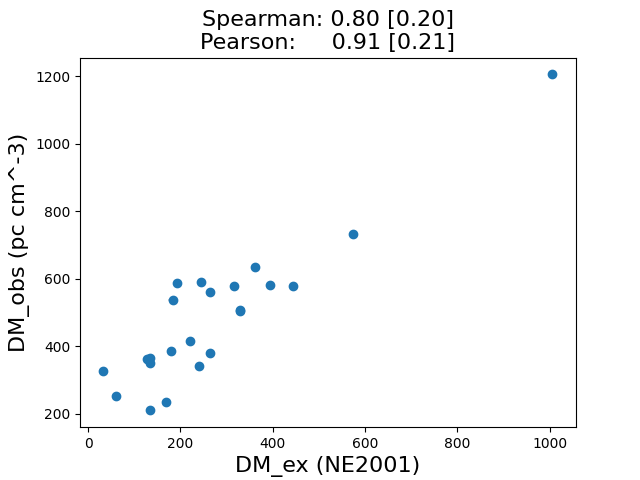 Spearman: 0.80 [0.20]
Pearson: 0.91 [0.21]
1200
1000
800
600
400
200
DM_obs (pc cm^-3)
0 200 400 600 800 1000
DM_ex (NE2001)